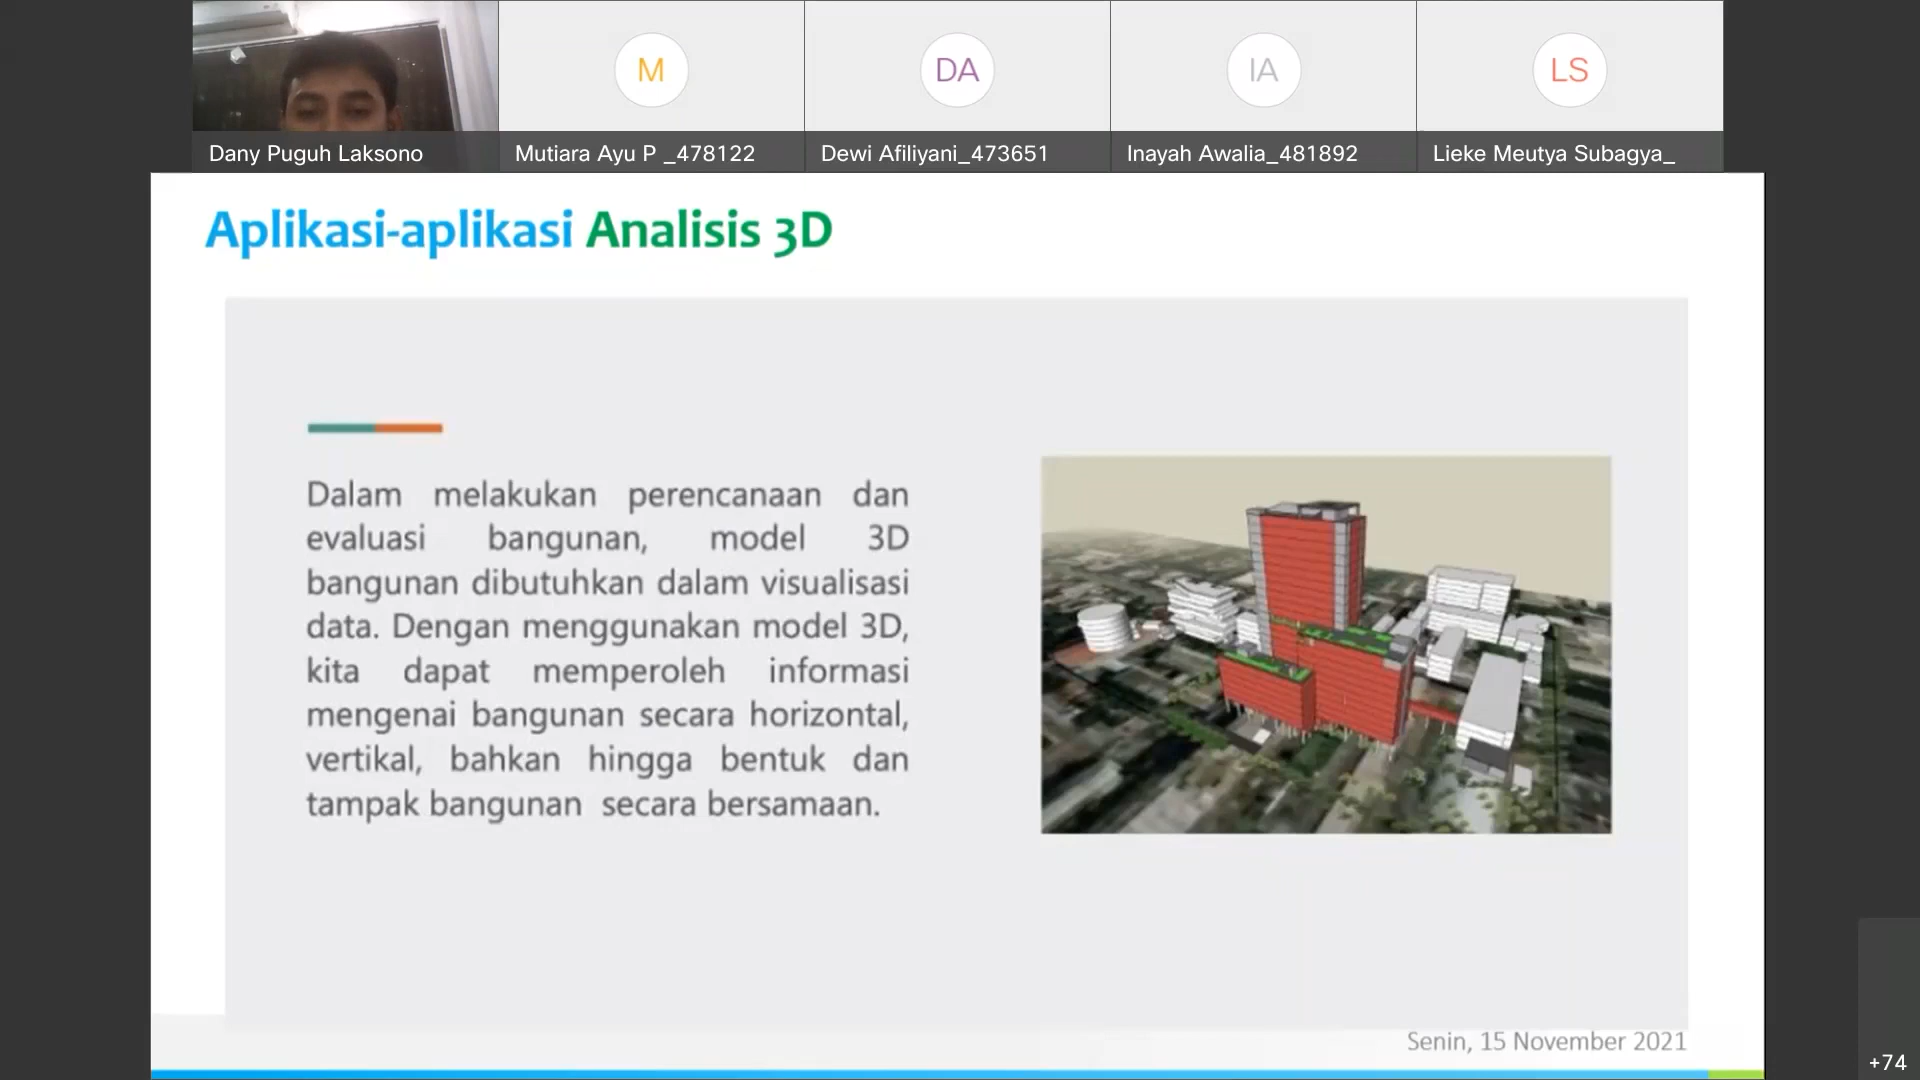 M
DA
IA
LS
Dany Puguh Laksono
Mutiara Ayu P _478122
Dewi Afiliyani_473651
Inayah Awalia_481892
Lieke Meutya Subagya_
Aplikasi-aplikasi Analisis 3D
Dalam melakukan perencanaan dan
evaluasi bangunan, model 3D
bangunan dibutuhkan dalam visualisasi
data. Dengan menggunakan model 3D,
kita dapat memperoleh informasi
mengenai bangunan secara horizontal,
vertikal, bahkan hingga bentuk dan
tampak bangunan secara bersamaan.
Senin, 15 November 2021
+74